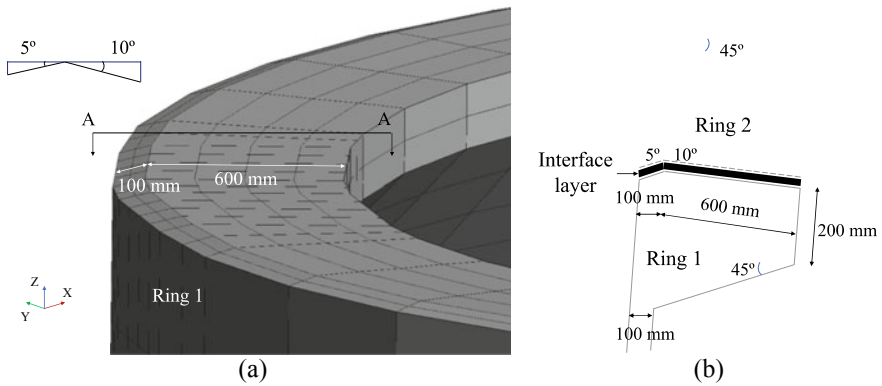 5º
10º
A
A
100 mm
600 mm
Ring 1
Z
X
Y
(a)
45º
Ring 2
Interface
layer
5º
10º
100 mm
600 mm
200 mm
Ring 1
45º
100 mm
(b)